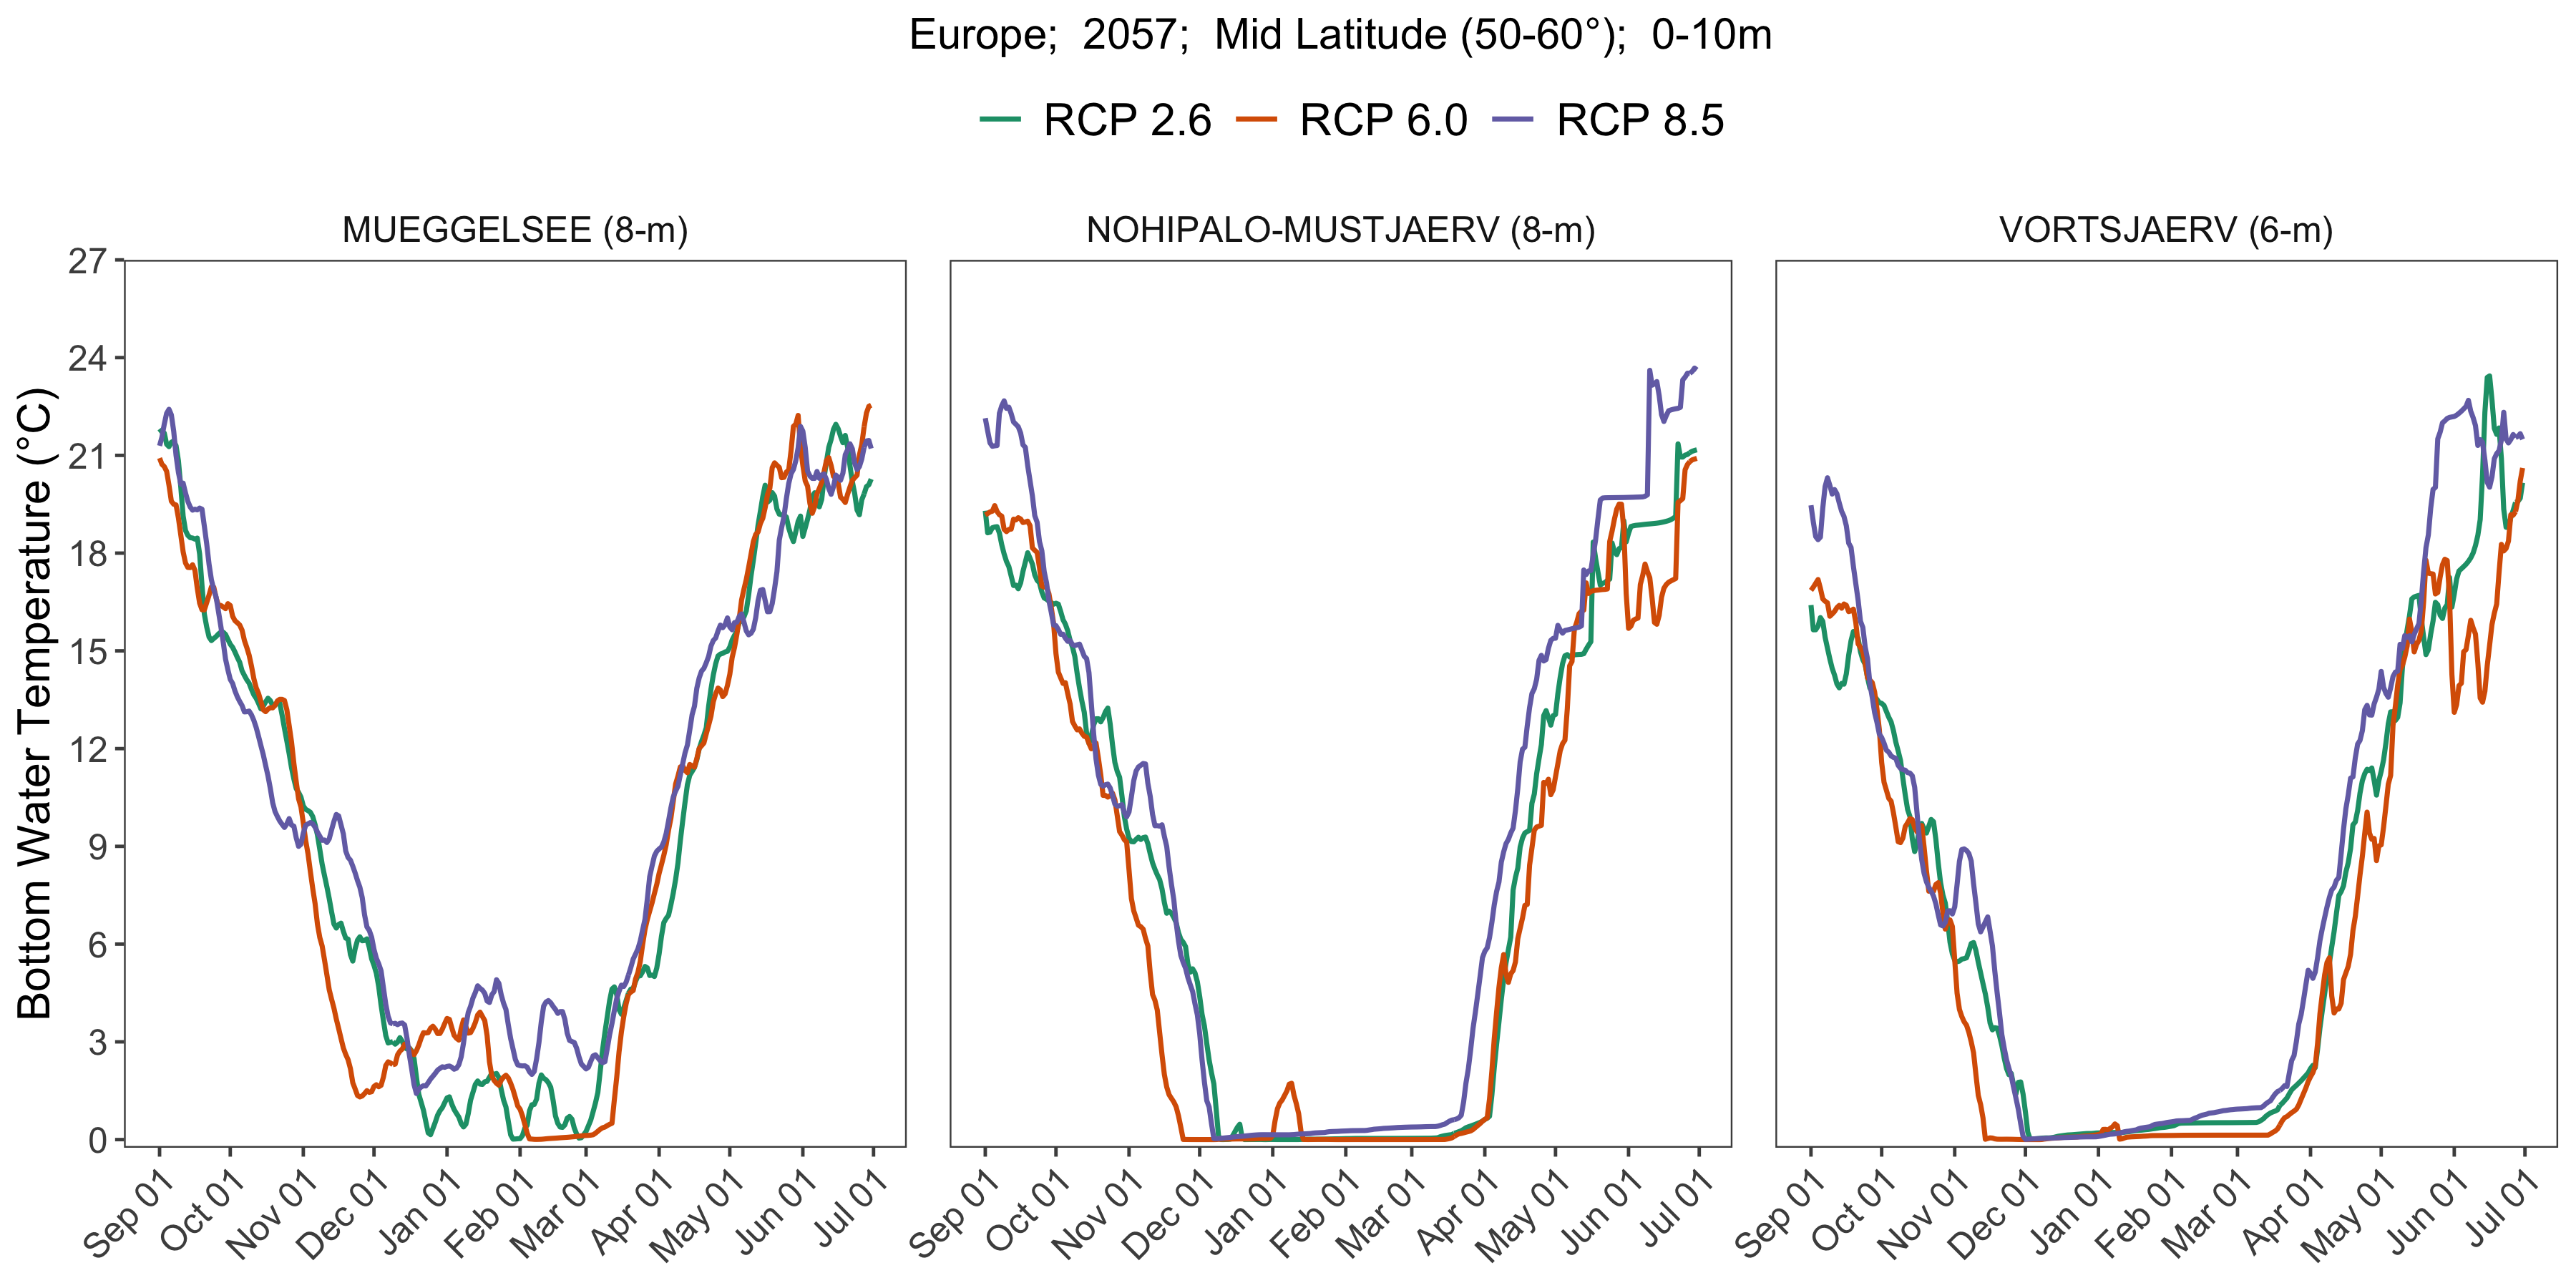 Europe;  2057;  Mid Latitude (50-60°);  0-10m
RCP 2.6 RCP 6.0 RCP 8.5
MUEGGELSEE (8-m) NOHIPALO-MUSTJAERV (8-m) VORTSJAERV (6-m)
Bottom Water Temperature (°C)
27
24
21
18
15
12
9
6
3
0
Sep 01 Oct 01 Nov 01 Dec 01 Jan 01 Feb 01 Mar 01 Apr 01 May 01 Jun 01 Jul 01
Sep 01 Oct 01 Nov 01 Dec 01 Jan 01 Feb 01 Mar 01 Apr 01 May 01 Jun 01 Jul 01
Sep 01 Oct 01 Nov 01 Dec 01 Jan 01 Feb 01 Mar 01 Apr 01 May 01 Jun 01 Jul 01